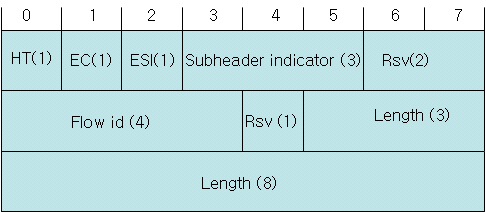 0 1 2 3 4 5 6 7
HT(1) EC(1) ESI(1) Subheader indicator (3) Rsv(2)
Flow id (4) Rsv (1) Length (3)
Length (8)